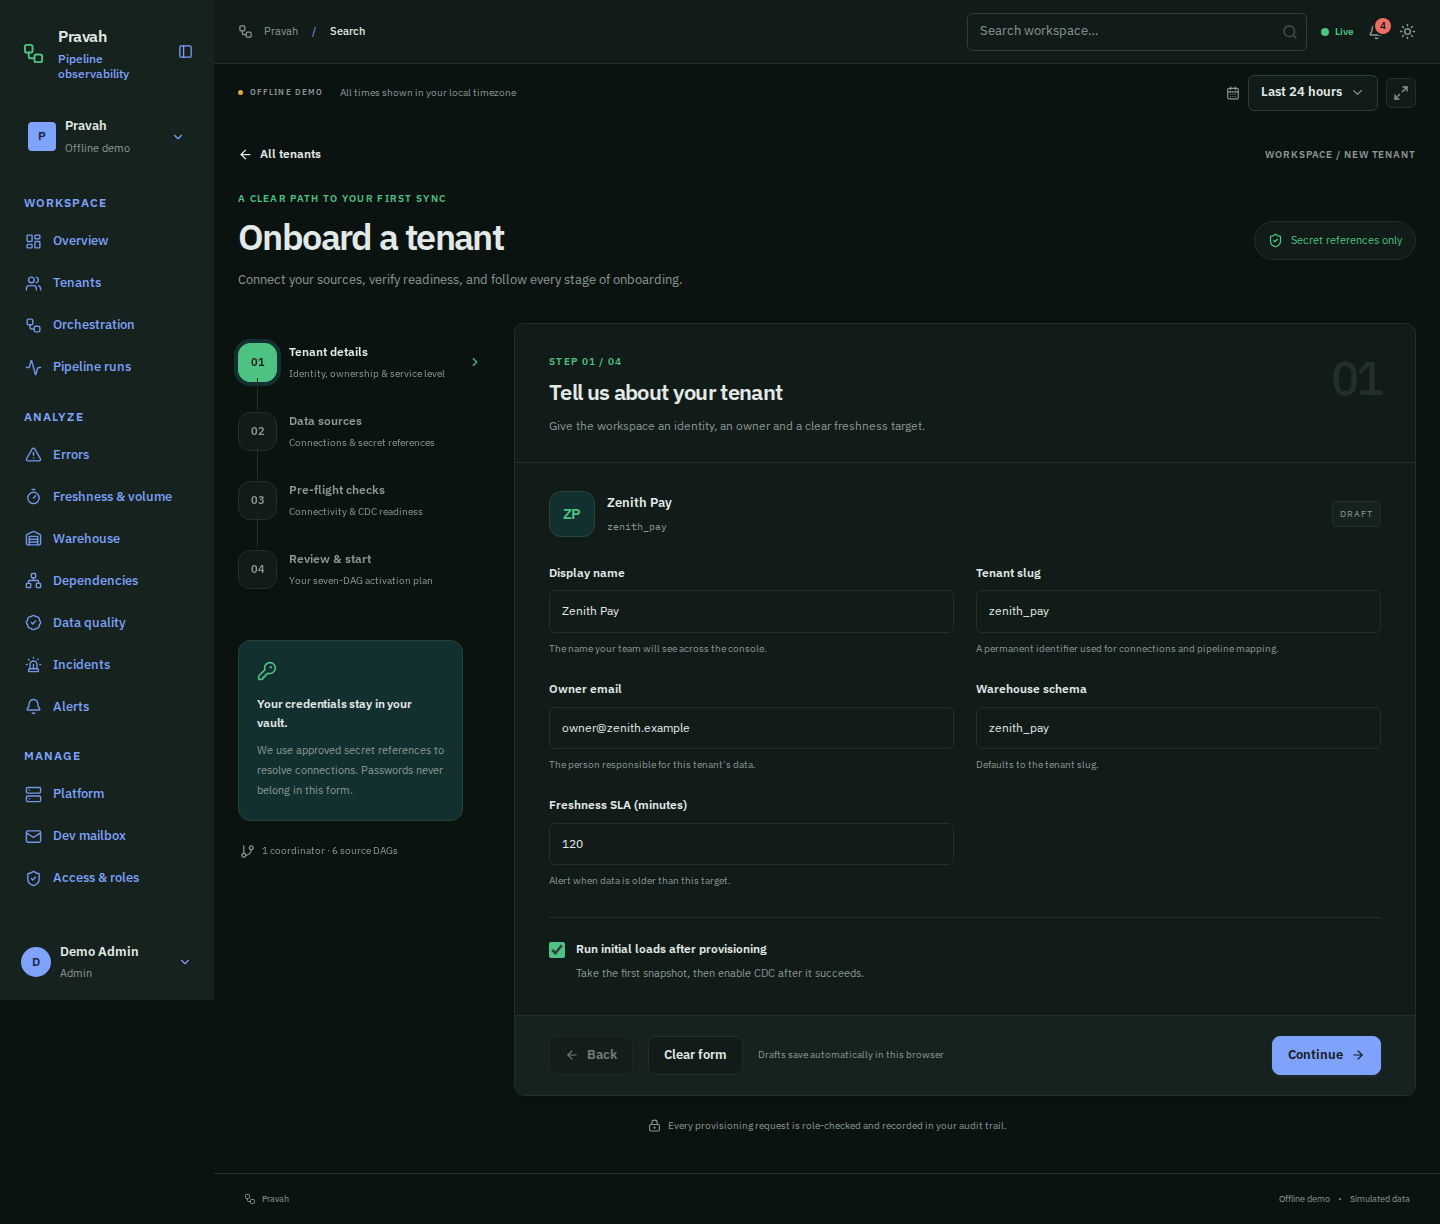 Pravah
Pipeline
observability
P
Pravah
Offline demo
WORKSPACE
Overview
Tenants
Orchestration
Pipeline runs
ANALYZE
Errors
Freshness & volume
Warehouse
Dependencies
Data quality
Incidents
Alerts
MANAGE
Platform
Dev mailbox
Access & roles
D
Demo Admin
Admin
Pravah / Search
Search workspace...
Live
4
OFFLINE DEMO
All times shown in your local timezone
Last 24 hours
All tenants
WORKSPACE / NEW TENANT
A CLEAR PATH TO YOUR FIRST SYNC
Onboard a tenant
Connect your sources, verify readiness, and follow every stage of onboarding.
Secret references only
01
Tenant details
Identity, ownership & service level
02
Data sources
Connections & secret references
03
Pre-flight checks
Connectivity & CDC readiness
04
Review & start
Your seven-DAG activation plan
Your credentials stay in your
vault.
We use approved secret references to
resolve connections. Passwords never
belong in this form.
1 coordinator · 6 source DAGs
STEP 01 / 04
Tell us about your tenant
Give the workspace an identity, an owner and a clear freshness target.
01
ZP
Zenith Pay
zenith_pay
DRAFT
Display name
Zenith Pay
The name your team will see across the console.
Tenant slug
zenith_pay
A permanent identifier used for connections and pipeline mapping.
Owner email
owner@zenith.example
The person responsible for this tenant's data.
Warehouse schema
zenith_pay
Defaults to the tenant slug.
Freshness SLA (minutes)
120
Alert when data is older than this target.
Run initial loads after provisioning
Take the first snapshot, then enable CDC after it succeeds.
Back
Clear form
Drafts save automatically in this browser
Continue
Every provisioning request is role-checked and recorded in your audit trail.
Pravah
Offline demo • Simulated data